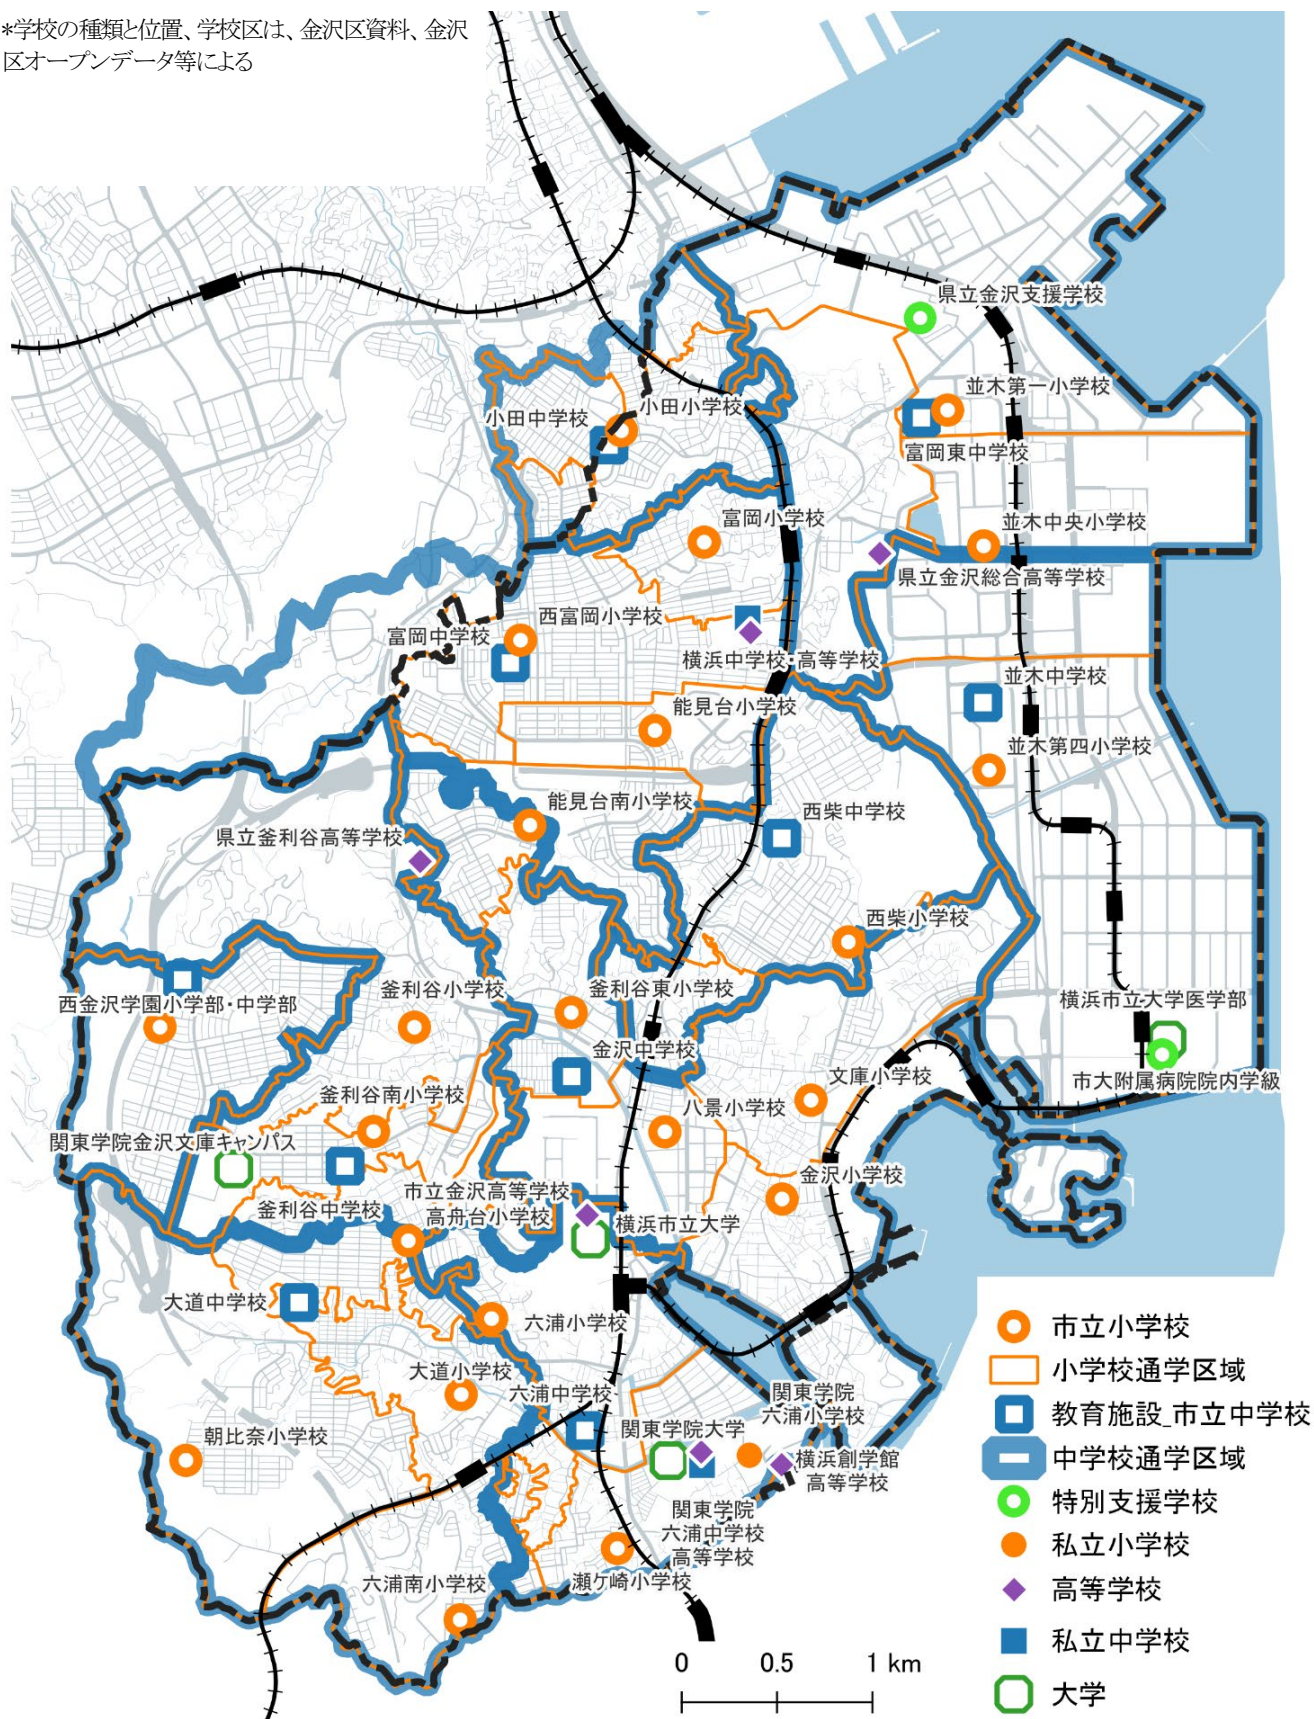 *学校の種類と位置、学校区は、金沢区資料、金沢
区オープンデータ等による
県立金沢支援学校
並木第一小学校
小田小学校
小田中学校
富岡東中学校
富岡小学校
並木中央小学校
県立金沢総合高等学校
西富岡小学校
富岡中学校
横浜中学校・高等学校
並木中学校
能見台小学校
並木第四小学校
能見台南小学校
西柴中学校
県立釜利谷高等学校
西柴小学校
釜利谷小学校
釜利谷東小学校
西金沢学園小学部・中学部
横浜市立大学医学部
金沢中学校
文庫小学校
市大附属病院院内学級
釜利谷南小学校
八景小学校
関東学院金沢文庫キャンパス
金沢小学校
市立金沢高等学校
釜利谷中学校
高舟台小学校
横浜市立大学
大道中学校
六浦小学校
大道小学校
六浦中学校
関東学院
六浦小学校
関東学院大学
朝比奈小学校
横浜創学館
高等学校
関東学院
六浦中学校
高等学校
六浦南小学校
瀬ケ崎小学校
市立小学校
小学校通学区域
教育施設_市立中学校
中学校通学区域
特別支援学校
私立小学校
高等学校
私立中学校
大学
0 0.5 1 km